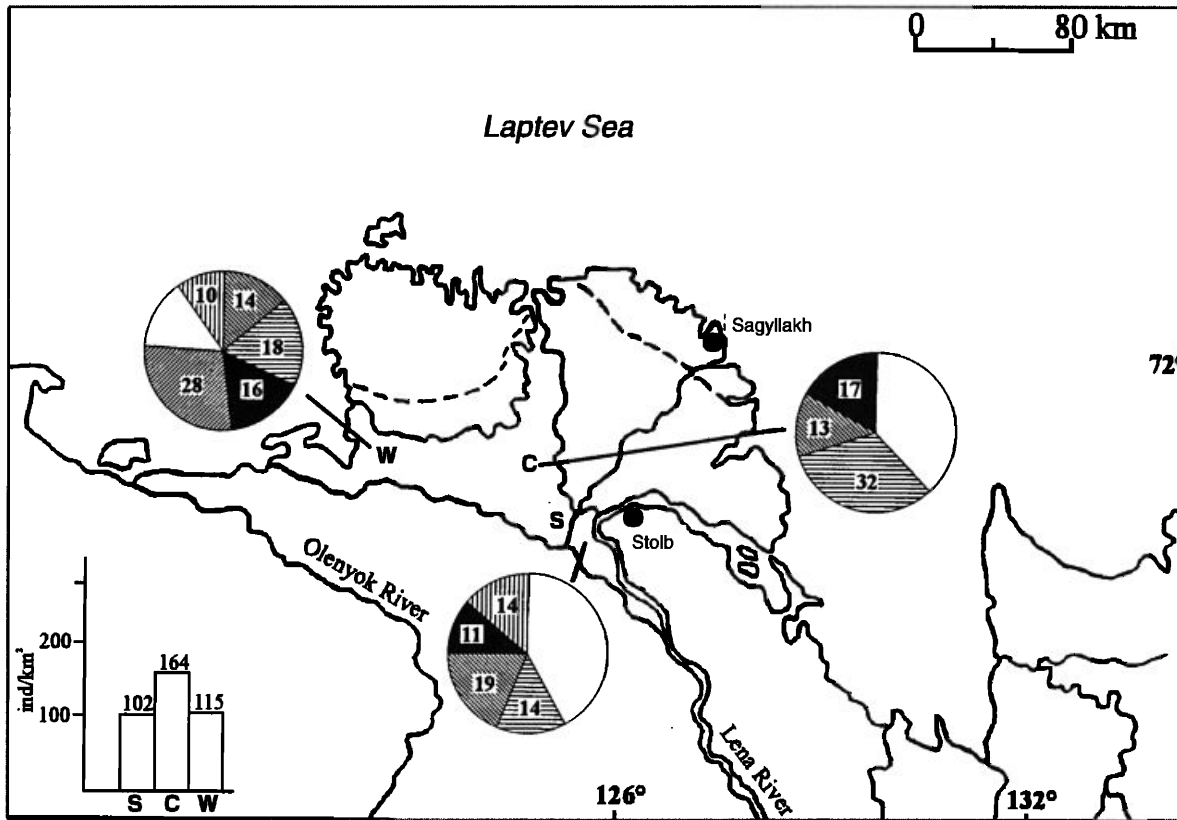 0 80 km
Laptev Sea
10 14
18
28 16
Sagyllakh
72°
17
13
32
W
C
S
Stolb
Olenyok River
14
11
19
14
Lena River
126°
132°
ind/km²
200
100
102 164 115
S C W